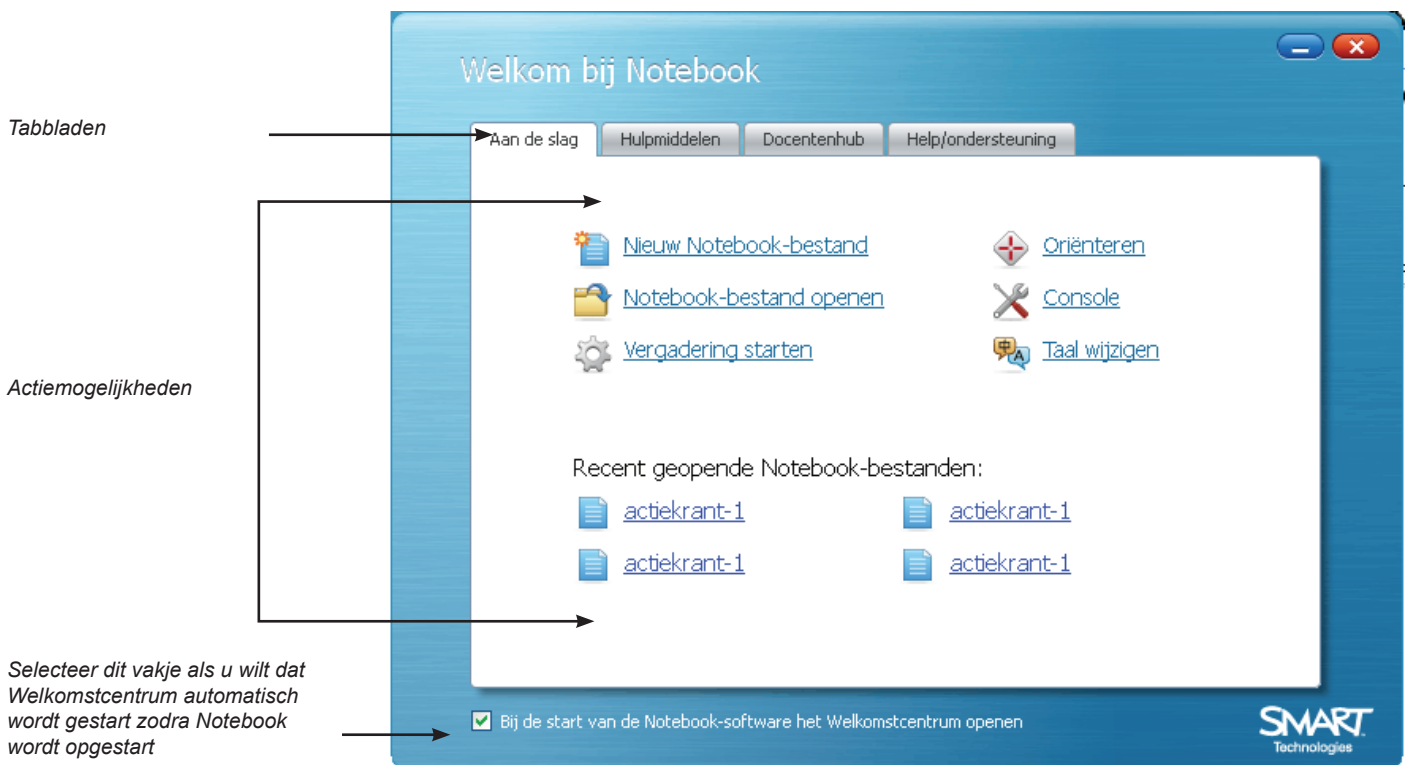 Welkom bij Notebook
Tabbladen
Aan de slag Hulpmiddelen Docentenhub Help/ondersteuning
Nieuw Notebook-bestand Oriënteren
Notebook-bestand openen Console
Vergadering starten Taal wijzigen
Actiemogelijkheden
Recent geopende Notebook-bestanden:
actiekrant-1 actiekrant-1
actiekrant-1 actiekrant-1
Selecteer dit vakje als u wilt dat
Welkomstcentrum automatisch
wordt gestart zodra Notebook
wordt opgestart
Bij de start van de Notebook-software het Welkomstcentrum openen
SMART
Technologies